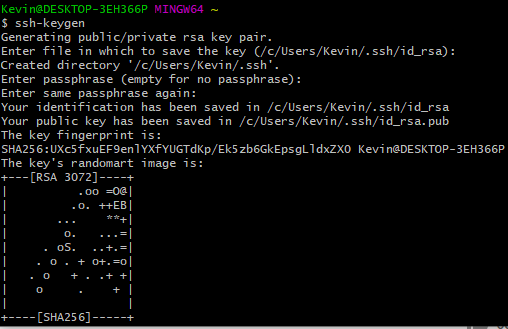 Kevin@DESKTOP-3EH366P MINGW64 ~
$ ssh-keygen
Generating public/private rsa key pair.
Enter file in which to save the key (/c/Users/Kevin/.ssh/id_rsa):
Created directory '/c/Users/Kevin/.ssh'.
Enter passphrase (empty for no passphrase):
Enter same passphrase again:
Your identification has been saved in /c/Users/Kevin/.ssh/id_rsa
Your public key has been saved in /c/Users/Kevin/.ssh/id_rsa.pub
The key fingerprint is:
SHA256:UXc5fxuEF9enlYXfYUGTdKp/Ek5zb6GkEpsgLldxZXO Kevin@DESKTOP-3EH366P
The key's randomart image is:
+---[RSA 3072]----+
|          .oo =O@|
|         .o. ++EB|
|       ...    **+|
|        o.   ...=|
|     . oS.  ..+.=|
|    . o . + o+.=o|
|   . o   + . .+ +|
|    o     .    + |
|                 |
+----[SHA256]-----+